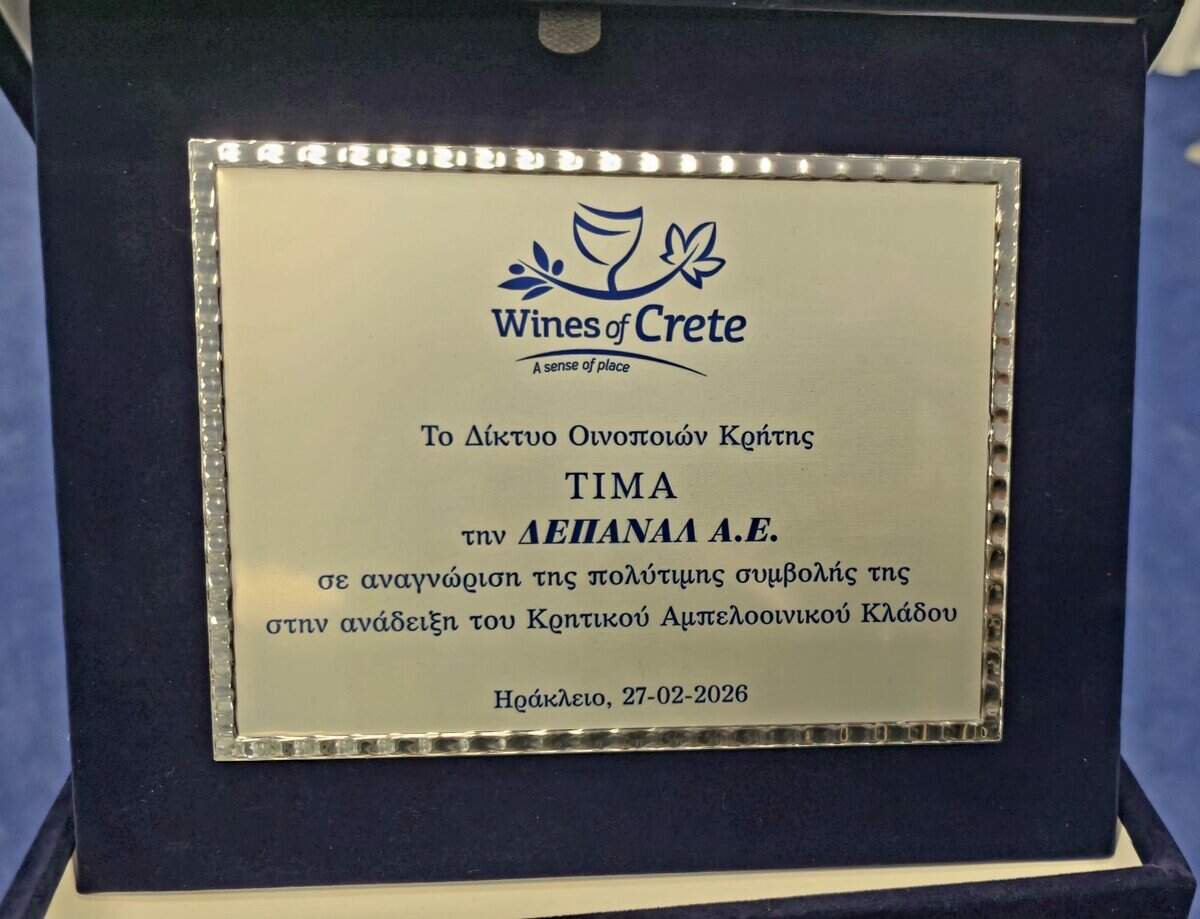 Wines of Crete
A sense of place
Το Δίκτυο Οινοποιών Κρήτης
ΤΙΜΑ
την ΔΕΠΑΝΑΛ Α.Ε.
σε αναγνώριση της πολύτιμης συμβολής της
στην ανάδειξη του Κρητικού Αμπελοοινικού Κλάδου
Ηράκλειο, 27-02-2026